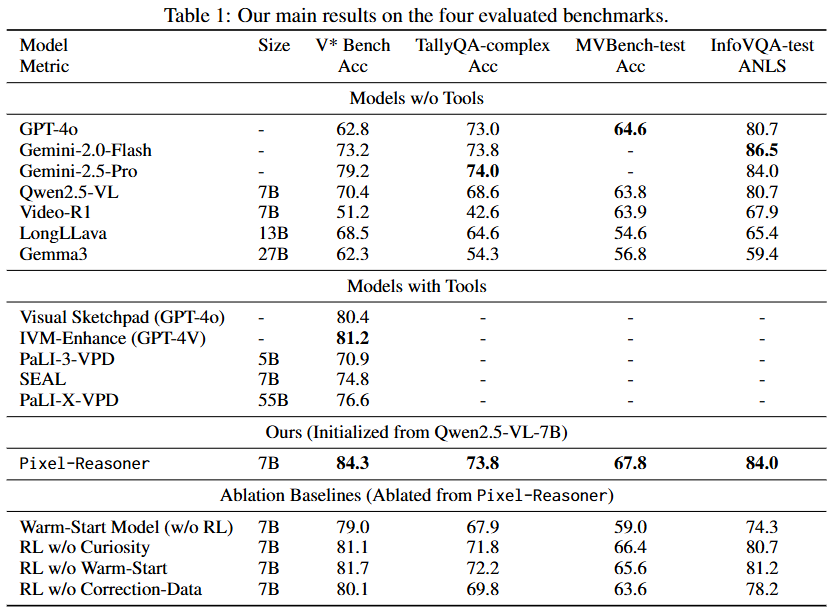 Table 1: Our main results on the four evaluated benchmarks.
Model Size V* Bench TallyQA-complex MVBench-test InfoVQA-test
Metric Acc Acc Acc ANLS
Models w/o Tools
GPT-4o - 62.8 73.0 64.6 80.7
Gemini-2.0-Flash - 73.2 73.8 - 86.5
Gemini-2.5-Pro - 79.2 74.0 - 84.0
Qwen2.5-VL 7B 70.4 68.6 63.8 80.7
Video-R1 7B 51.2 42.6 63.9 67.9
LongLLava 13B 68.5 64.6 54.6 65.4
Gemma3 27B 62.3 54.3 56.8 59.4
Models with Tools
Visual Sketchpad (GPT-4o) - 80.4 - - -
IVM-Enhance (GPT-4V) - 81.2 - - -
PaLI-3-VPD 5B 70.9 - - -
SEAL 7B 74.8 - - -
PaLI-X-VPD 55B 76.6 - - -
Ours (Initialized from Qwen2.5-VL-7B)
Pixel-Reasoner 7B 84.3 73.8 67.8 84.0
Ablation Baselines (Ablated from Pixel-Reasoner)
Warm-Start Model (w/o RL) 7B 79.0 67.9 59.0 74.3
RL w/o Curiosity 7B 81.1 71.8 66.4 80.7
RL w/o Warm-Start 7B 81.7 72.2 65.6 81.2
RL w/o Correction-Data 7B 80.1 69.8 63.6 78.2